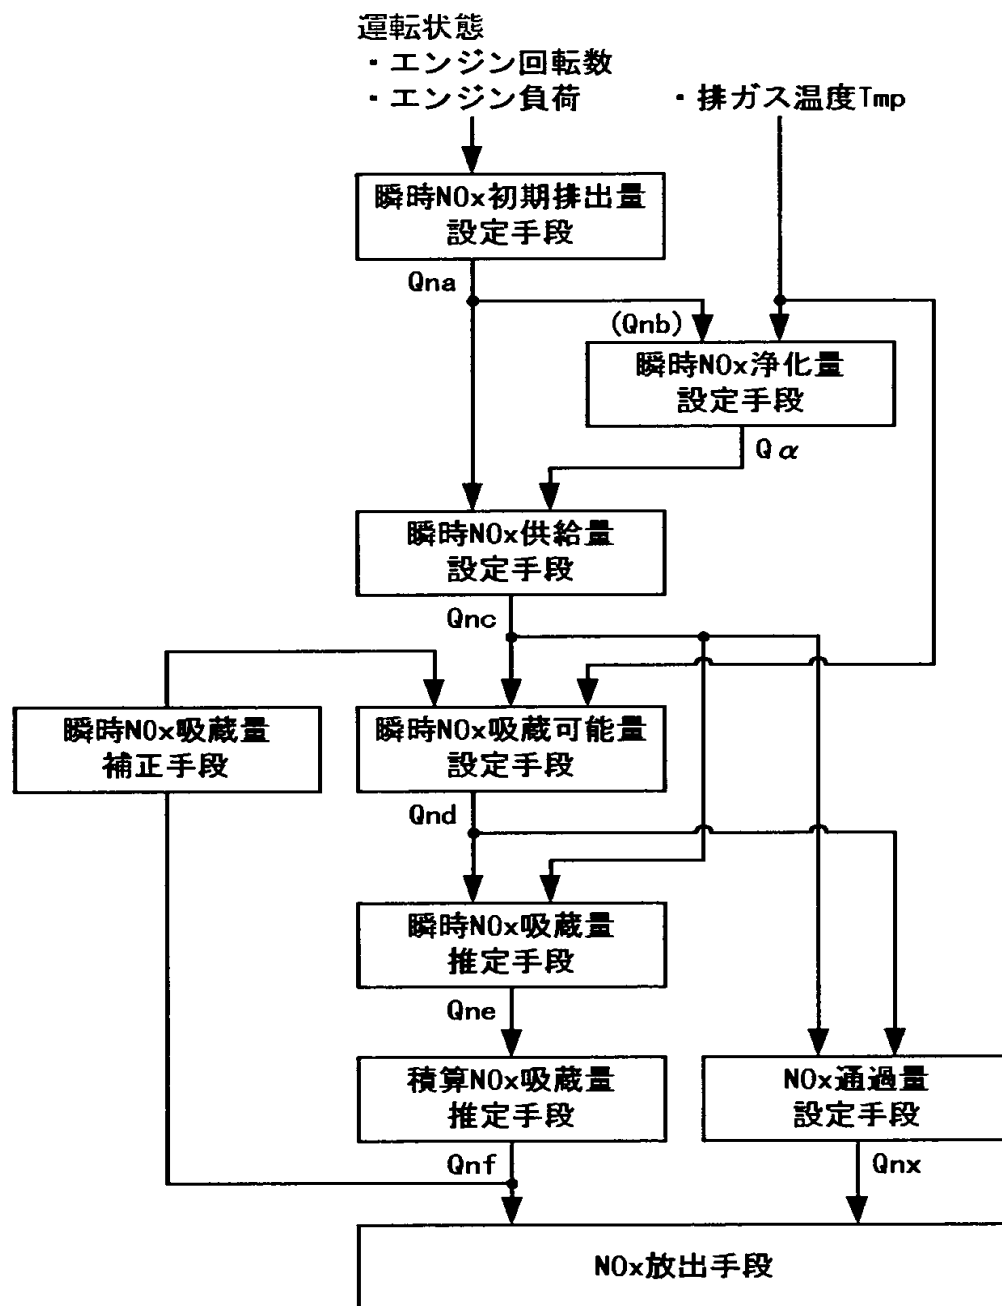 運転状態
・エンジン回転数
・エンジン負荷
・排ガス温度Tmp
瞬時NOx初期排出量
設定手段
Qna
(Qnb)
瞬時NOx浄化量
設定手段
Qα
瞬時NOx供給量
設定手段
Qnc
瞬時NOx吸蔵量
補正手段
瞬時NOx吸蔵可能量
設定手段
Qnd
瞬時NOx吸蔵量
推定手段
Qne
積算NOx吸蔵量
推定手段
NOx通過量
設定手段
Qnf
Qnx
NOx放出手段